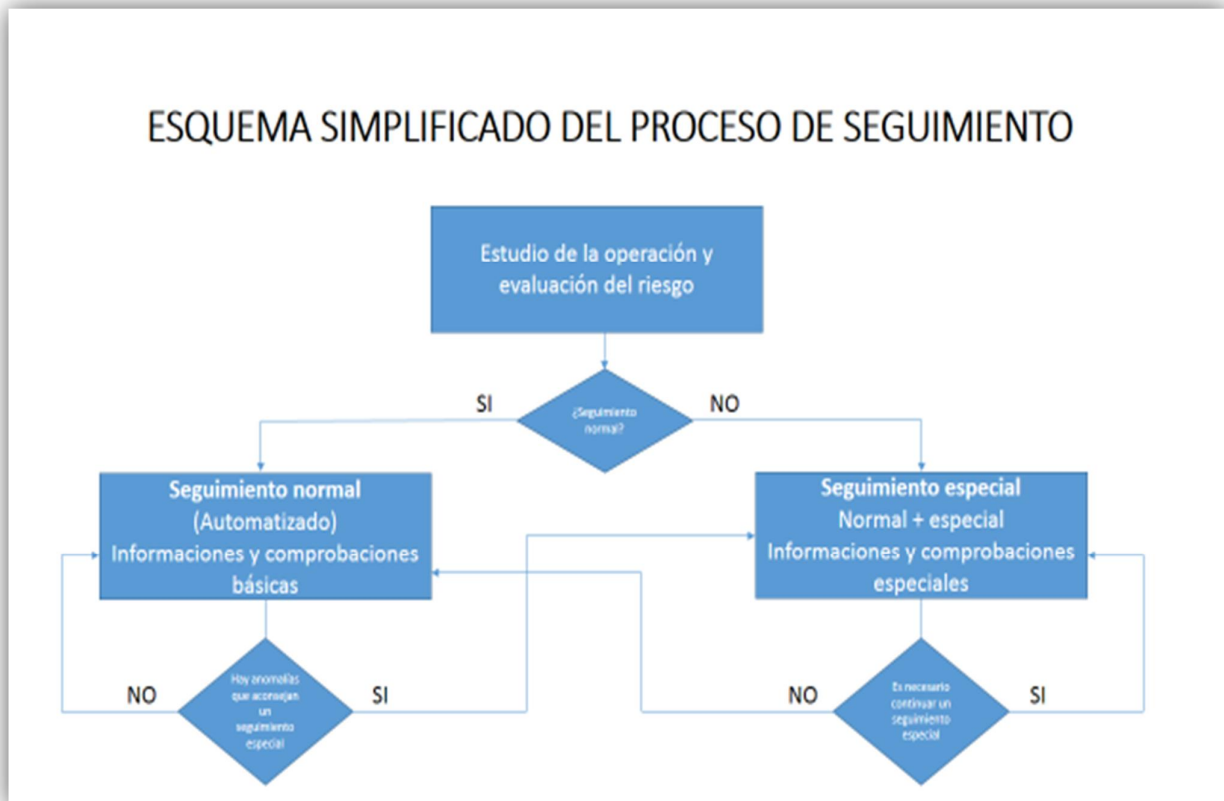 ESQUEMA SIMPLIFICADO DEL PROCESO DE SEGUIMIENTO
Estudio de la operación y
evaluación del riesgo
SI
¿Seguimiento
normal?
NO
Seguimiento normal
(Automatizado)
Informaciones y comprobaciones
básicas
Seguimiento especial
Normal + especial
Informaciones y comprobaciones
especiales
NO
Hay anomalías
que aconsejan
un
seguimiento
especial
SI
NO
Es necesario
continuar un
seguimiento
especial
SI